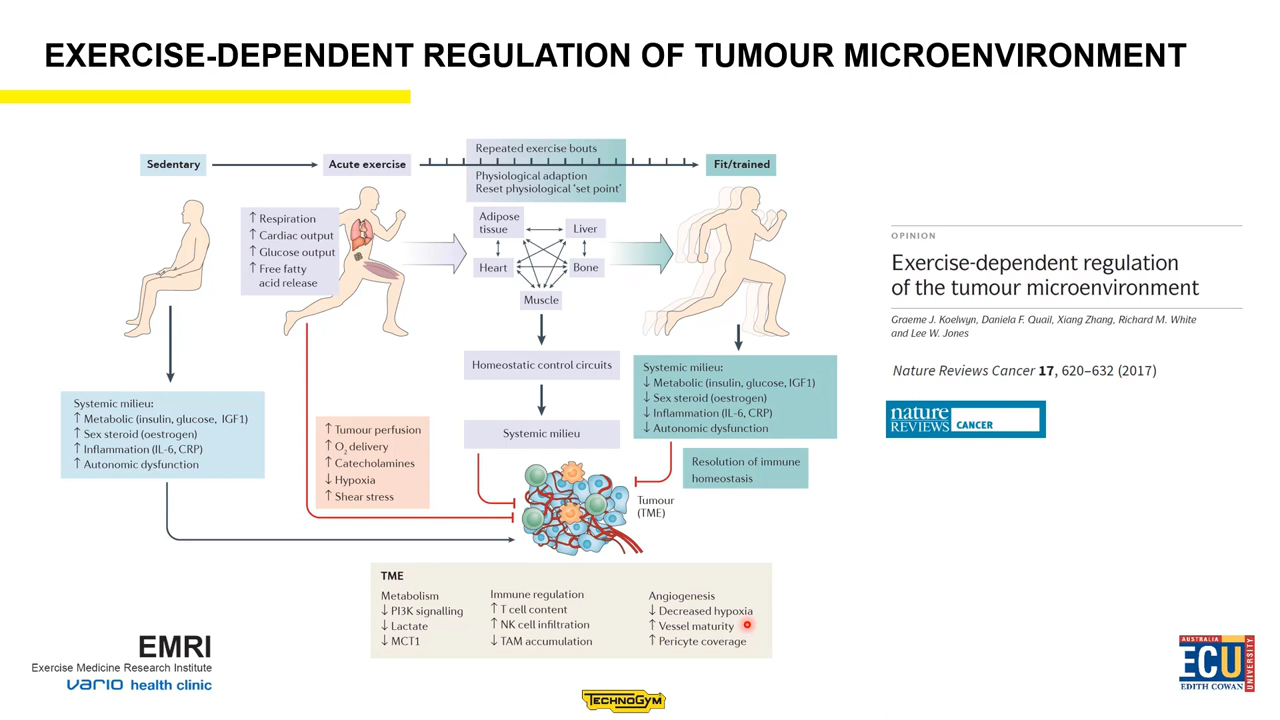 EXERCISE-DEPENDENT REGULATION OF TUMOUR MICROENVIRONMENT
Sedentary
Acute exercise
Repeated exercise bouts
Physiological adaption
Reset physiological ‘set point’
Fit/trained
↑ Respiration
↑ Cardiac output
↑ Glucose output
↑ Free fatty
acid release
Adipose
tissue
Liver
Heart
Bone
Muscle
Homeostatic control circuits
Systemic milieu
Systemic milieu:
↑ Metabolic (insulin, glucose, IGF1)
↑ Sex steroid (oestrogen)
↑ Inflammation (IL-6, CRP)
↑ Autonomic dysfunction
↑ Tumour perfusion
↑ O2 delivery
↑ Catecholamines
↓ Hypoxia
↑ Shear stress
Systemic milieu:
↓ Metabolic (insulin, glucose, IGF1)
↓ Sex steroid (oestrogen)
↓ Inflammation (IL-6, CRP)
↓ Autonomic dysfunction
Resolution of immune
homeostasis
Tumour
(TME)
TME
Metabolism
↓ PI3K signalling
↓ Lactate
↓ MCT1
Immune regulation
↑ T cell content
↑ NK cell infiltration
↓ TAM accumulation
Angiogenesis
↓ Decreased hypoxia
↑ Vessel maturity
↑ Pericyte coverage
OPINION
Exercise-dependent regulation
of the tumour microenvironment
Graeme J. Koelwyn, Daniela F. Quail, Xiang Zhang, Richard M. White
and Lee W. Jones
Nature Reviews Cancer 17, 620–632 (2017)
nature
REVIEWS CANCER
EMRI
Exercise Medicine Research Institute
VARIO health clinic
TECHNOGYM
AUSTRALIA
ECU
EDITH COWAN
UNIVERSITY